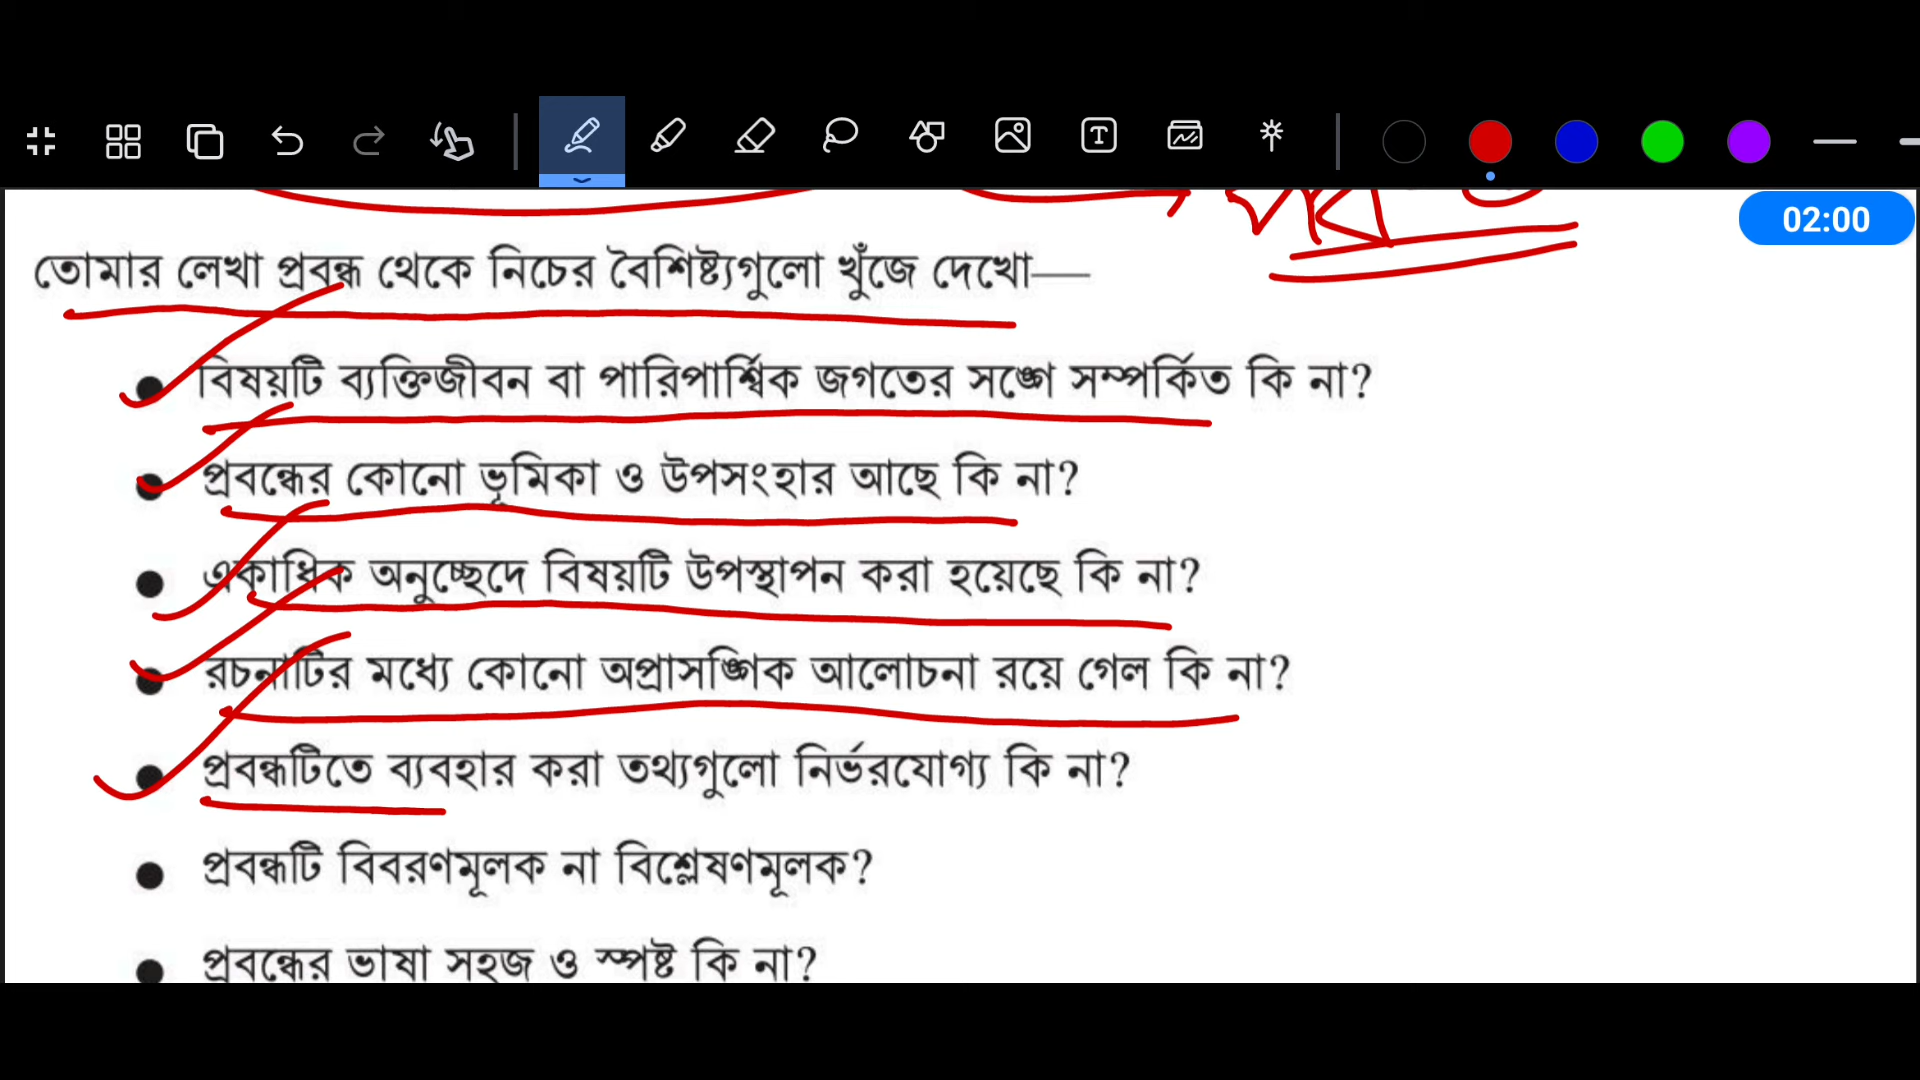 02:00
তোমার লেখা প্রবন্ধ থেকে নিচের বৈশিষ্ট্যগুলো খুঁজে দেখো—
● বিষয়টি ব্যক্তিজীবন বা পারিপার্শ্বিক জগতের সঙ্গে সম্পর্কিত কি না?
● প্রবন্ধের কোনো ভূমিকা ও উপসংহার আছে কি না?
● একাধিক অনুচ্ছেদে বিষয়টি উপস্থাপন করা হয়েছে কি না?
● রচনাটির মধ্যে কোনো অপ্রাসঙ্গিক আলোচনা রয়ে গেল কি না?
● প্রবন্ধটিতে ব্যবহার করা তথ্যগুলো নির্ভরযোগ্য কি না?
● প্রবন্ধটি বিবরণমূলক না বিশ্লেষণমূলক?
● প্রবন্ধের ভাষা সহজ ও স্পষ্ট কি না?